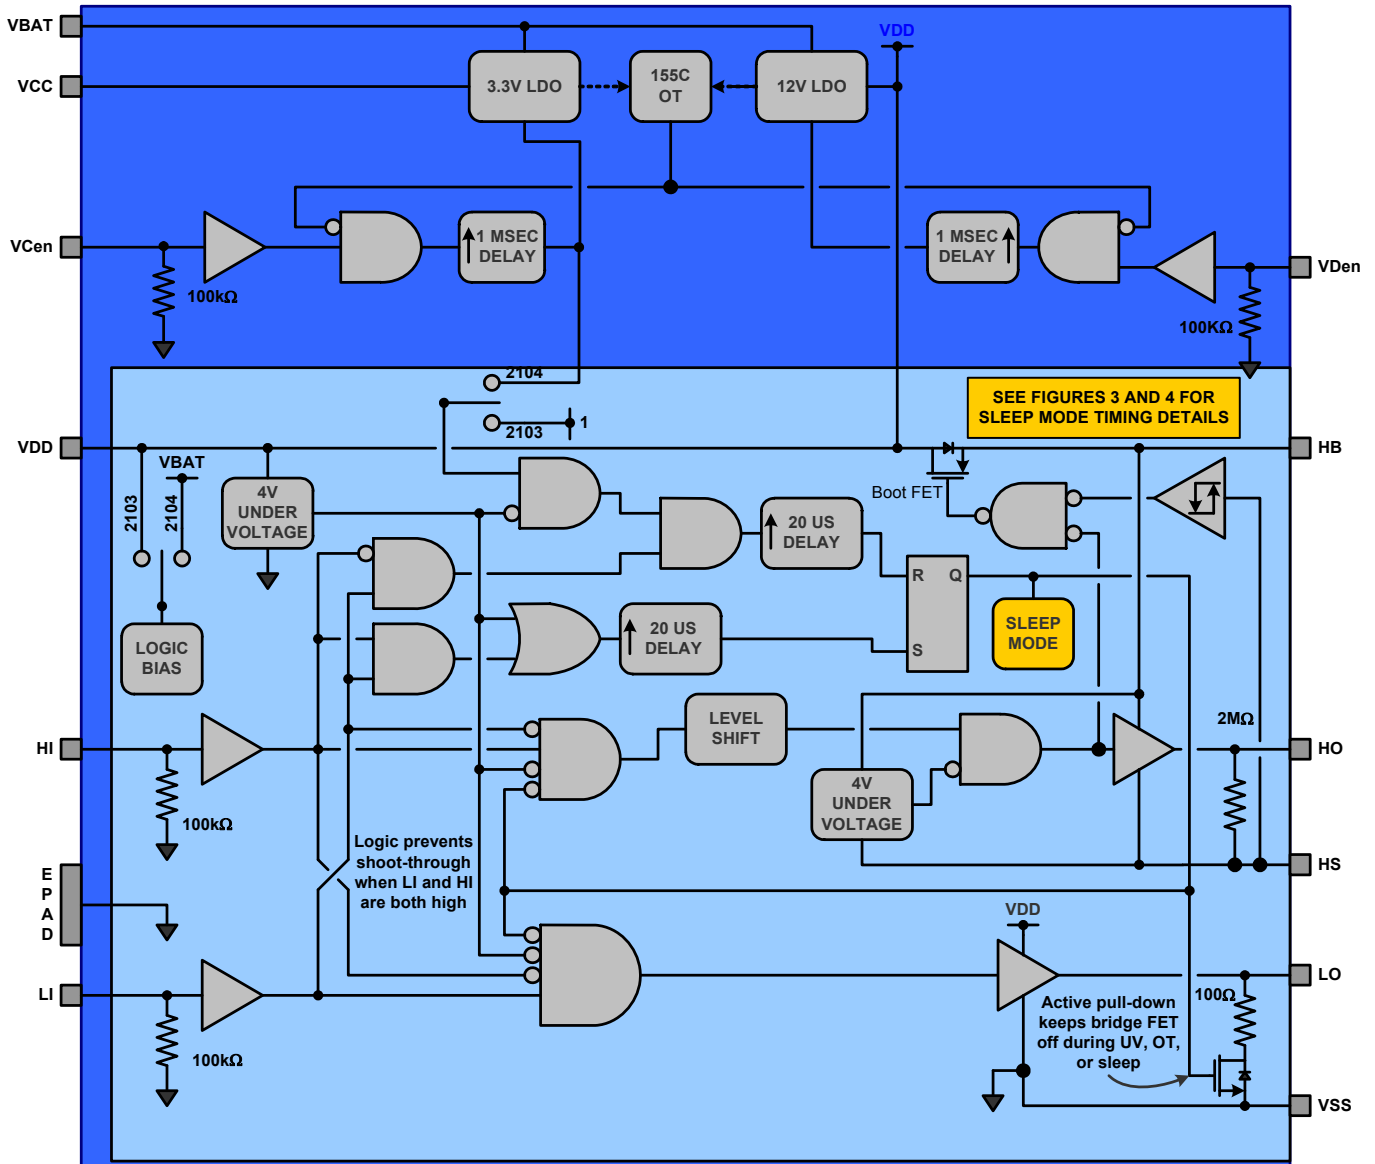 VBAT
VDD
VCC
3.3V LDO
155C
OT
12V LDO
VCen
1 MSEC
DELAY
1 MSEC
DELAY
VDen
100kΩ
100KΩ
2104
SEE FIGURES 3 AND 4 FOR
SLEEP MODE TIMING DETAILS
1
2103
VDD
HB
VBAT
2103
2104
4V
UNDER
VOLTAGE
Boot FET
20 US
DELAY
R
Q
S
LOGIC
BIAS
20 US
DELAY
SLEEP
MODE
LEVEL
SHIFT
2MΩ
HI
HO
100kΩ
4V
UNDER
VOLTAGE
Logic prevents
shoot-through
when LI and HI
are both high
HS
E
P
A
D
VDD
LI
LO
100kΩ
100Ω
Active pull-down
keeps bridge FET
off during UV, OT,
or sleep
VSS